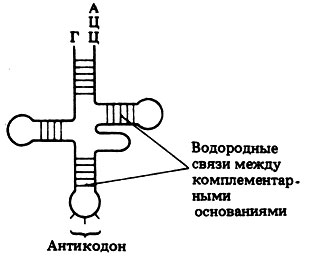 А
Ц
Г Ц
Водородные
связи между
комплементар-
ными
основаниями
Антикодон